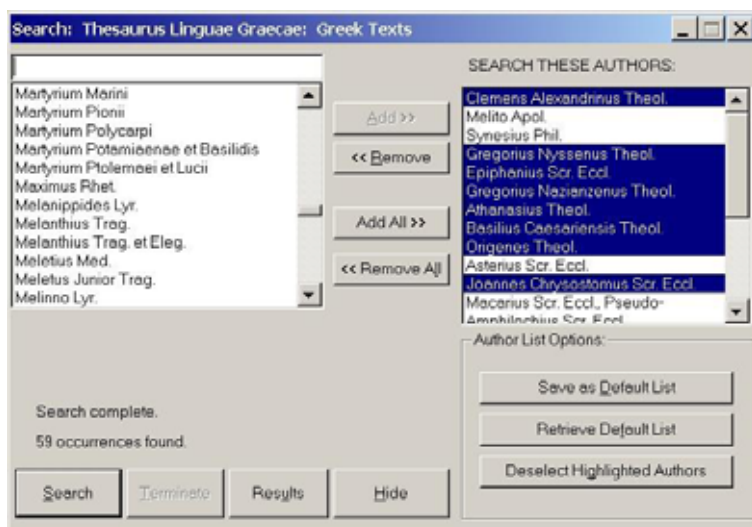 Search: Thesaurus Linguae Graecae: Greek Texts
Martyrium Marini
Martyrium Pionii
Martyrium Polycarpi
Martyrium Potamiaenae et Basilidis
Martyrium Ptolemaei et Lucii
Maximus Rhet.
Melanippides Lyr.
Melanthius Trag.
Melanthius Trag. et Eleg.
Meletius Med.
Meletus Junior Trag.
Melinno Lyr.
Add >>
<< Remove
Add All >>
<< Remove All
SEARCH THESE AUTHORS:
Clemens Alexandrinus Theol.
Melito Apol.
Synesius Phil.
Gregorius Nyssenus Theol.
Epiphanius Scr. Eccl.
Gregorius Nazianzenus Theol.
Athanasius Theol.
Basilius Caesariensis Theol.
Origenes Theol.
Asterius Scr. Eccl.
Joannes Chrysostomus Scr. Eccl.
Macarius Scr. Eccl., Pseudo-
Amphilochius Scr. Eccl.
Author List Options:
Save as Default List
Retrieve Default List
Deselect Highlighted Authors
Search complete.
59 occurrences found.
Search
Terminate
Results
Hide